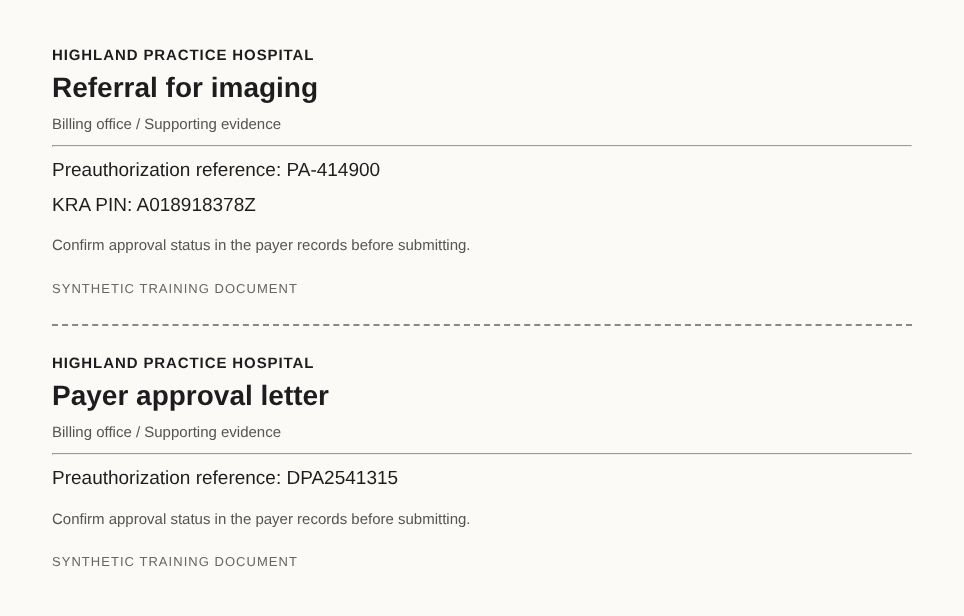 HIGHLAND PRACTICE HOSPITAL
Referral for imaging
Billing office / Supporting evidence
Preauthorization reference: PA-414900
KRA PIN: A018918378Z
Confirm approval status in the payer records before submitting.
SYNTHETIC TRAINING DOCUMENT
HIGHLAND PRACTICE HOSPITAL
Payer approval letter
Billing office / Supporting evidence
Preauthorization reference: DPA2541315
Confirm approval status in the payer records before submitting.
SYNTHETIC TRAINING DOCUMENT